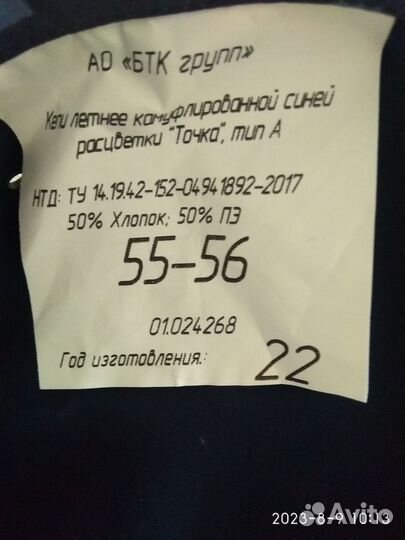 АО «БТК групп»
Кепи летнее камуфлированной синей
расцветки "Точка", тип А
НТД: ТУ 14.19.42-152-04941892-2017
50% Хлопок; 50% ПЭ
55-56
01.024268
Год изготовления.: 22
2023-8-9 10:13
Avito